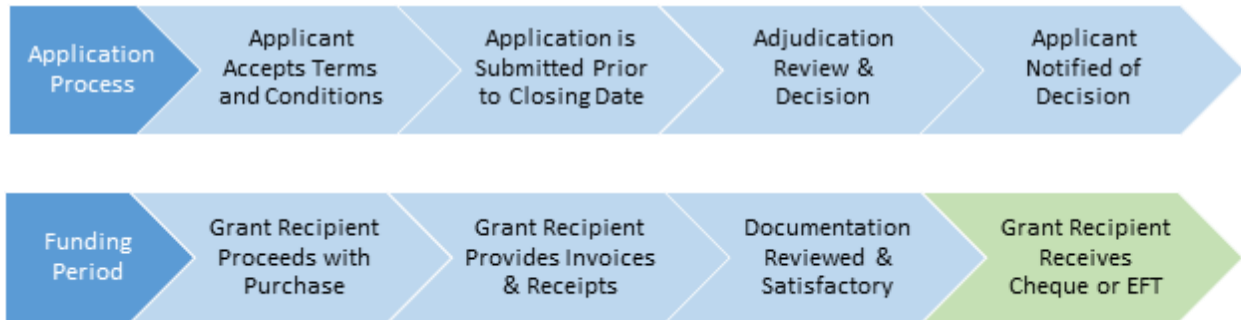 Application
Process
Applicant
Accepts Terms
and Conditions
Application is
Submitted Prior
to Closing Date
Adjudication
Review &
Decision
Applicant
Notified of
Decision
Funding
Period
Grant Recipient
Proceeds with
Purchase
Grant Recipient
Provides Invoices
& Receipts
Documentation
Reviewed &
Satisfactory
Grant Recipient
Receives
Cheque or EFT